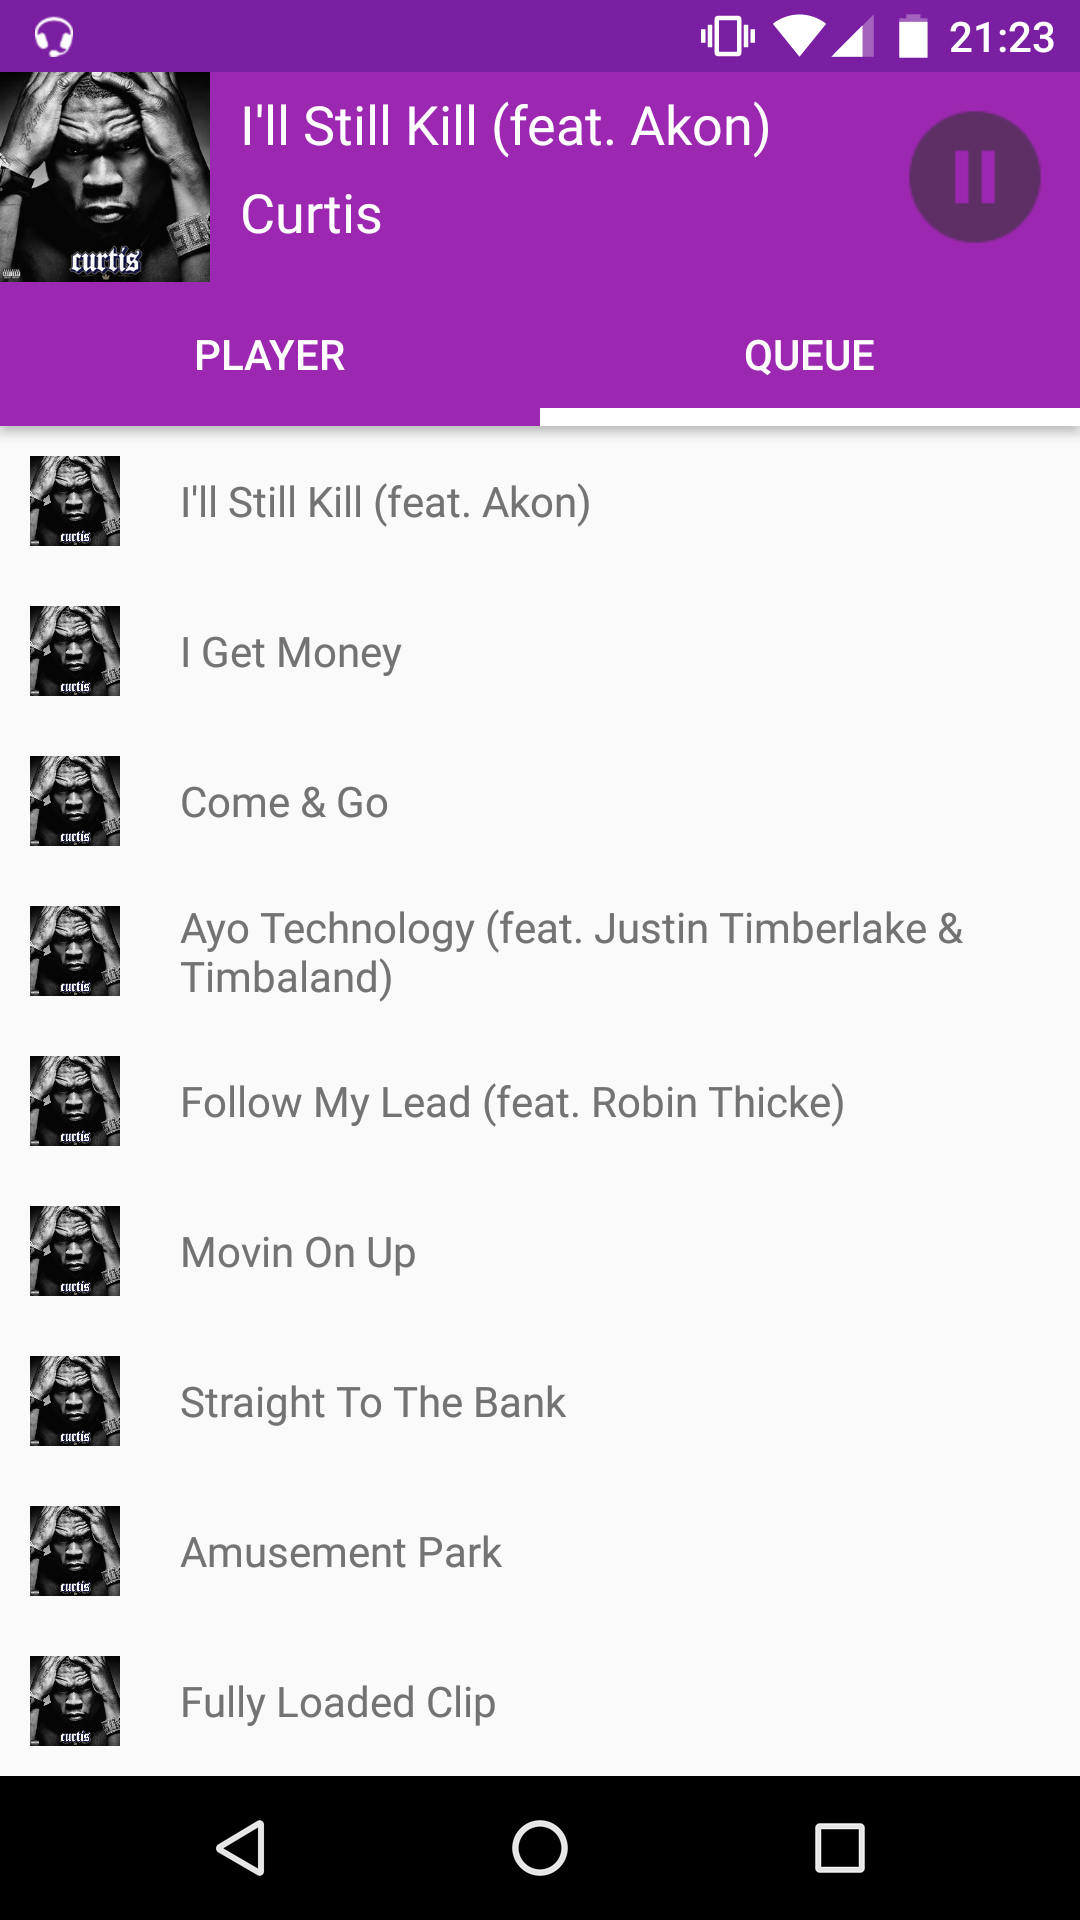 21:23
curtis
I'll Still Kill (feat. Akon)
Curtis
PLAYER
QUEUE
curtis
I'll Still Kill (feat. Akon)
curtis
I Get Money
curtis
Come & Go
curtis
Ayo Technology (feat. Justin Timberlake &
Timbaland)
curtis
Follow My Lead (feat. Robin Thicke)
curtis
Movin On Up
curtis
Straight To The Bank
curtis
Amusement Park
curtis
Fully Loaded Clip